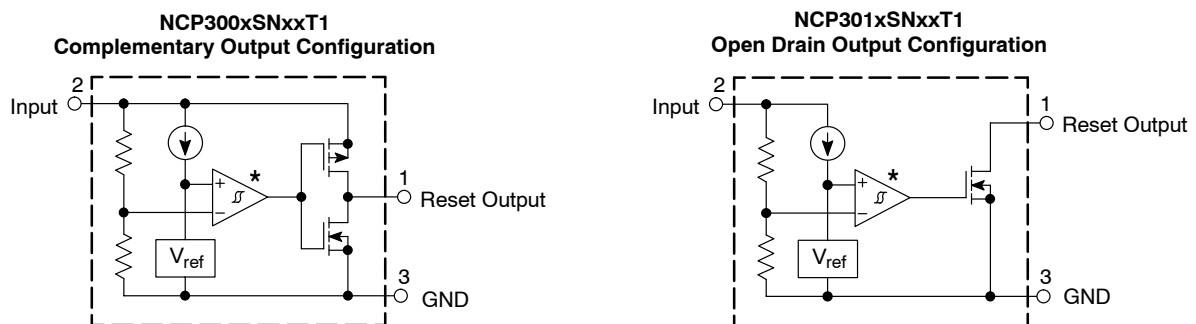 NCP300xSNxxT1
Complementary Output Configuration
2
Input
+
*
−
1
Reset Output
Vref
3
GND
NCP301xSNxxT1
Open Drain Output Configuration
2
Input
1
Reset Output
+
*
−
Vref
3
GND